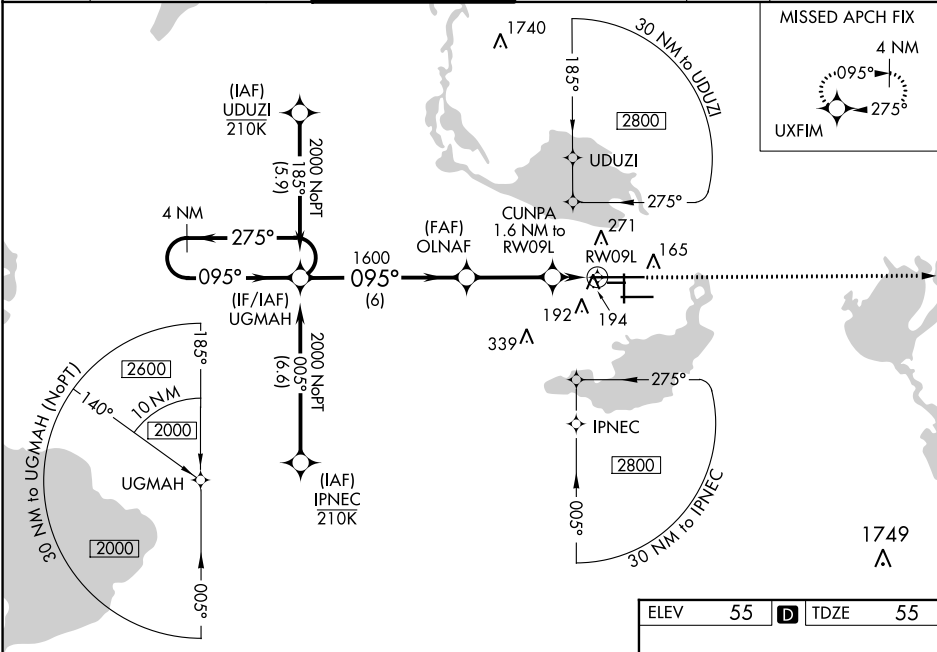 MISSED APCH FIX
4 NM
095°
275°
UXFIM
1740
30 NM to UDUZI
185°
2800
UDUZI
275°
(IAF)
UDUZI
210K
2000 NoPT
185°
(5.9)
4 NM
275°
095°
(IF/IAF)
UGMAH
1600
095°
(6)
(FAF)
OLNAF
CUNPA
1.6 NM to
RW09L
271
RW09L
165
192
194
339
2000 NoPT
005°
(6.6)
(IAF)
IPNEC
210K
30 NM to UGMAH (NoPT)
185°
2600
140°
10 NM
2000
UGMAH
2000
005°
275°
IPNEC
2800
005°
30 NM to IPNEC
1749
ELEV 55 D TDZE 55